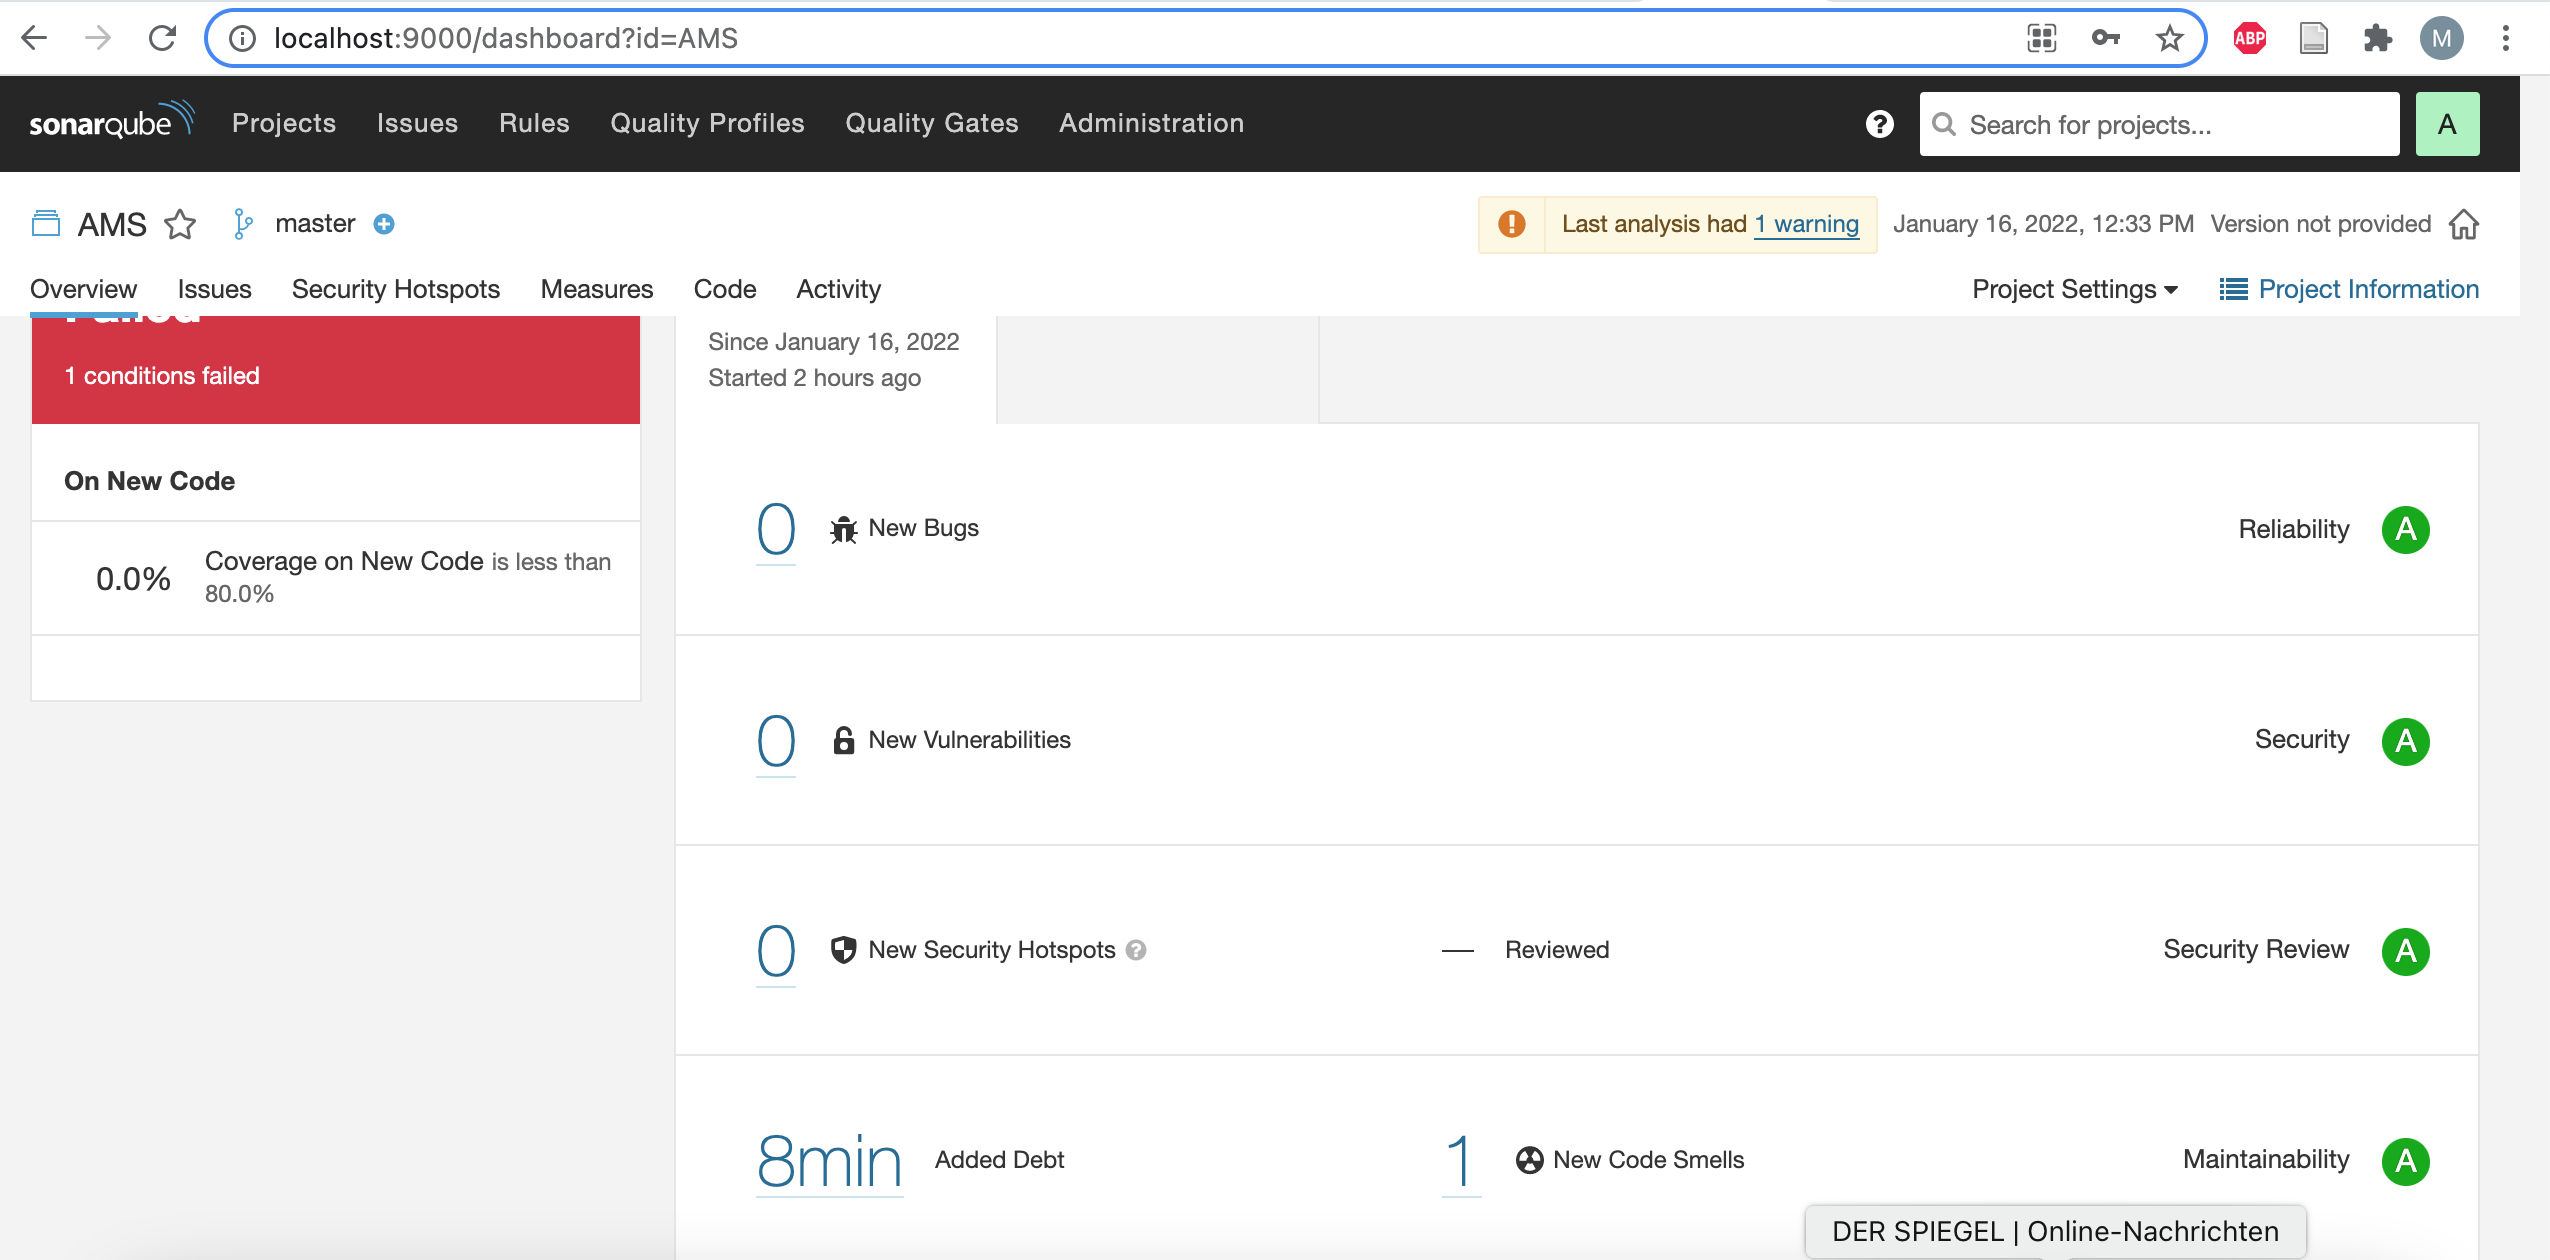 localhost:9000/dashboard?id=AMS
ABP
M
sonarqube Projects Issues Rules Quality Profiles Quality Gates Administration
Search for projects...
A
AMS master
Last analysis had 1 warning January 16, 2022, 12:33 PM Version not provided
Overview Issues Security Hotspots Measures Code Activity
Project Settings Project Information
Failed
1 conditions failed
Since January 16, 2022
Started 2 hours ago
On New Code
0.0% Coverage on New Code is less than
80.0%
0 New Bugs Reliability A
0 New Vulnerabilities Security A
0 New Security Hotspots ? — Reviewed Security Review A
8min Added Debt 1 New Code Smells Maintainability A
DER SPIEGEL | Online-Nachrichten